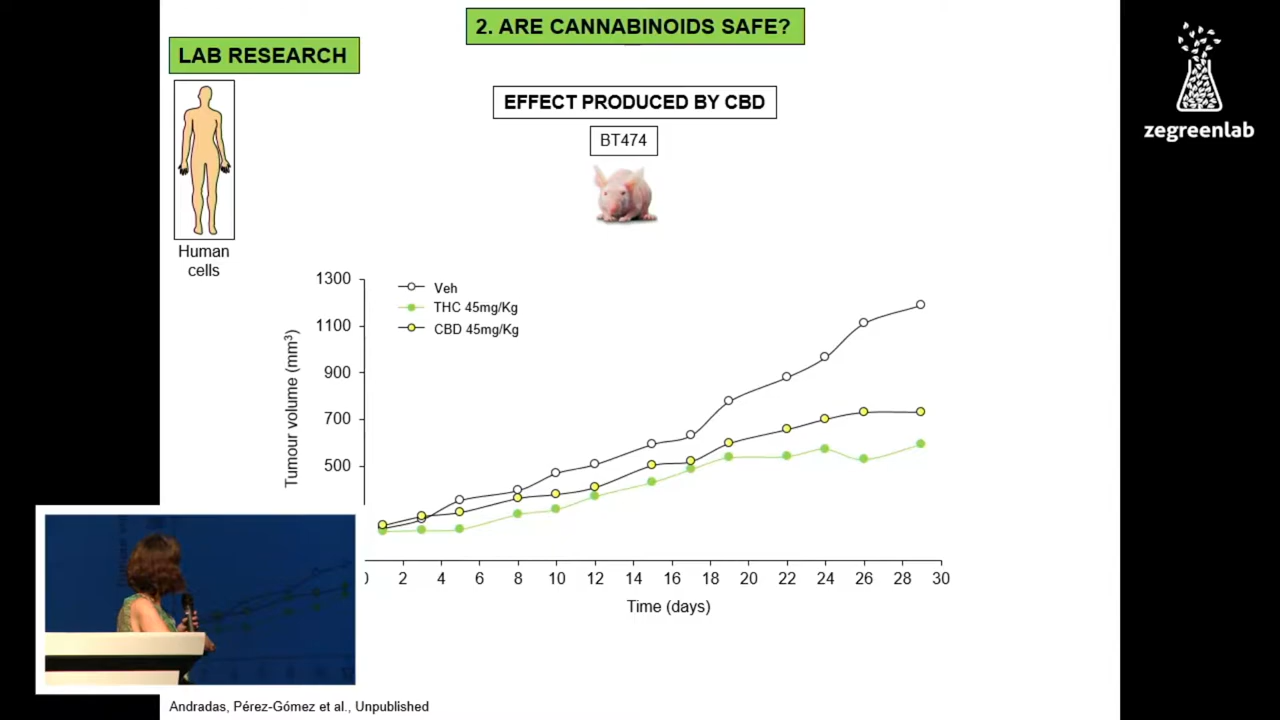 2. ARE CANNABINOIDS SAFE?
LAB RESEARCH
zegreenlab
EFFECT PRODUCED BY CBD
BT474
Human
cells
1300
1100
900
700
500
Tumour volume (mm³)
Veh
THC 45mg/Kg
CBD 45mg/Kg
0 2 4 6 8 10 12 14 16 18 20 22 24 26 28 30
Time (days)
Andradas, Pérez-Gómez et al., Unpublished